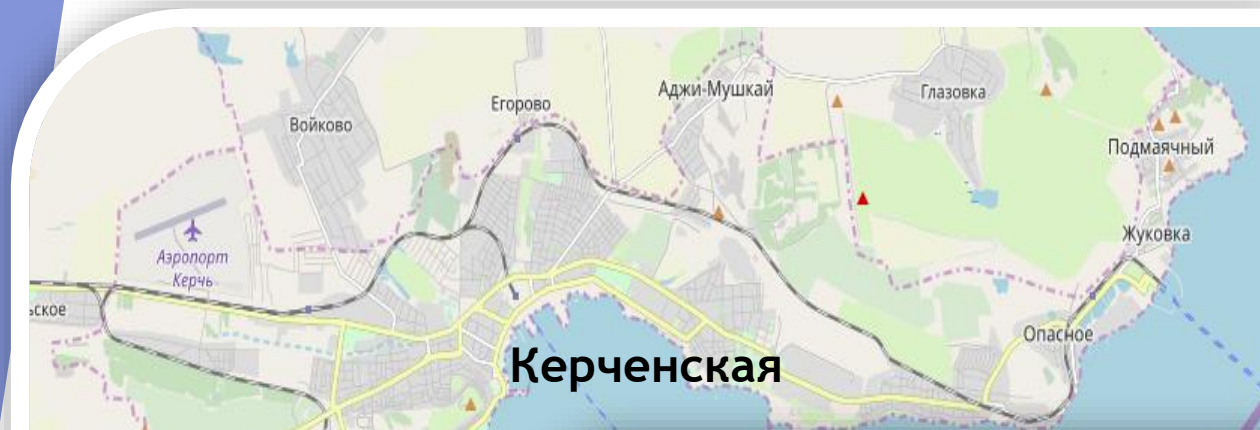 Аджи-Мушкай
Глазовка
Егорово
Войково
Подмаячный
Жуковка
Аэропорт
Керчь
ьское
Опасное
Керченская